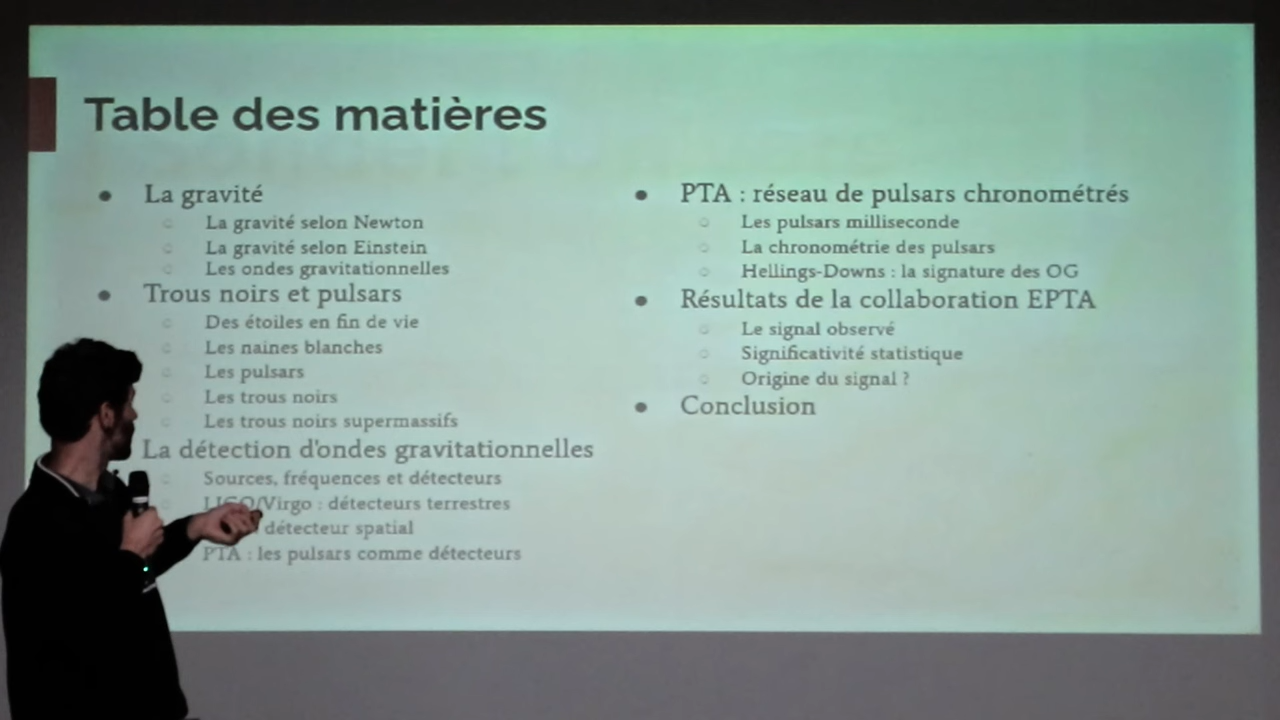 Table des matières
La gravité
La gravité selon Newton
La gravité selon Einstein
Les ondes gravitationnelles
Trous noirs et pulsars
Des étoiles en fin de vie
Les naines blanches
Les pulsars
Les trous noirs
Les trous noirs supermassifs
La détection d'ondes gravitationnelles
Sources, fréquences et détecteurs
LIGO/Virgo : détecteurs terrestres
détecteur spatial
PTA : les pulsars comme détecteurs
PTA : réseau de pulsars chronométrés
Les pulsars milliseconde
La chronométrie des pulsars
Hellings-Downs : la signature des OG
Résultats de la collaboration EPTA
Le signal observé
Significativité statistique
Origine du signal ?
Conclusion